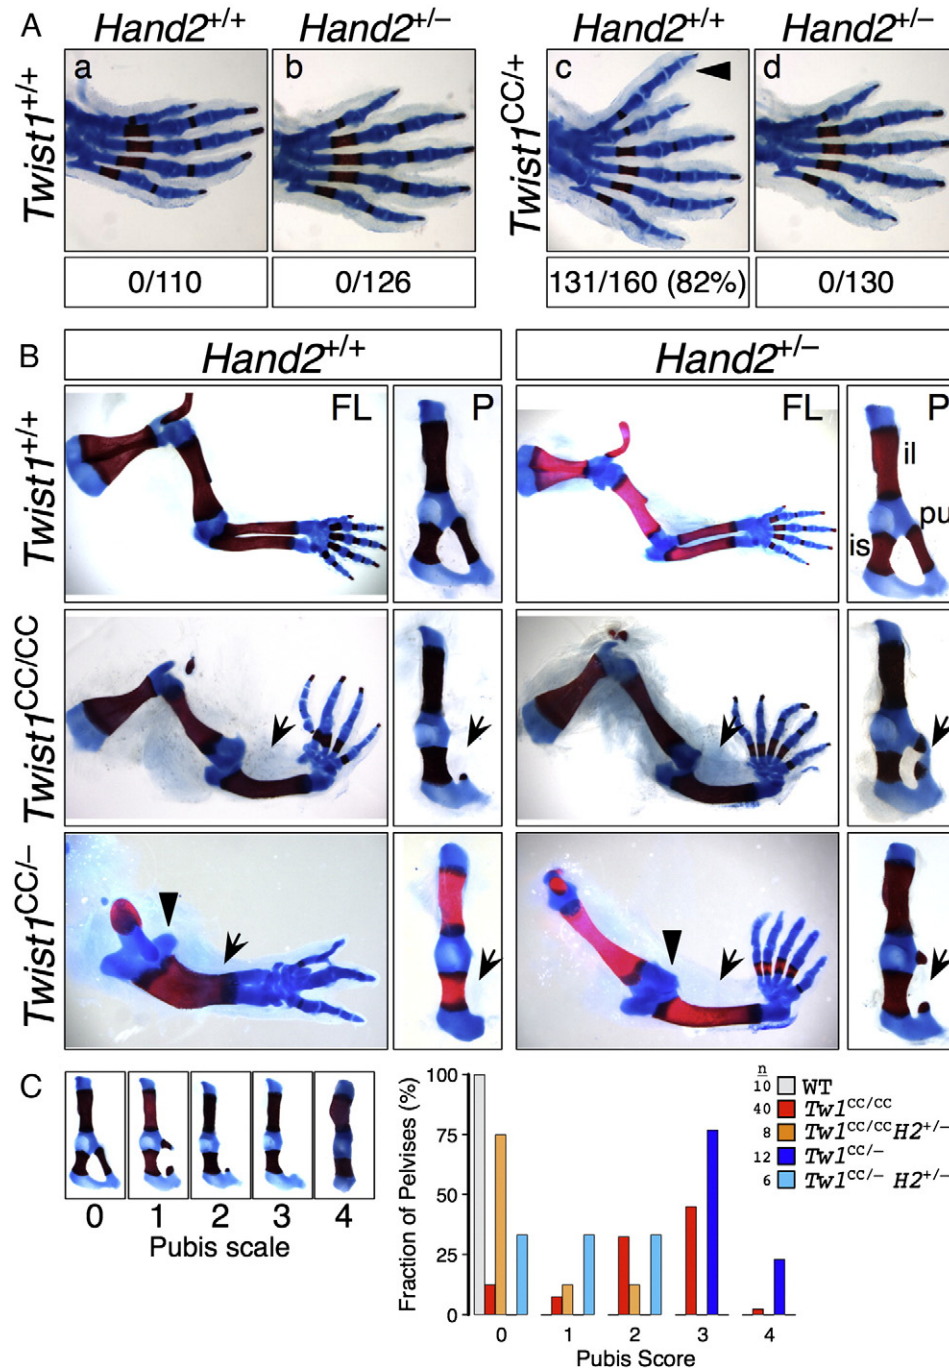 A
Hand2+/+
Hand2+/–
Hand2+/+
Hand2+/–
Twist1+/+
a
b
Twist1CC/+
c
d
0/110
0/126
131/160 (82%)
0/130
B
Hand2+/+
Hand2+/–
Twist1+/+
FL
P
FL
P
il
pu
is
Twist1CC/CC
Twist1CC/-
C
0
1
2
3
4
Pubis scale
Fraction of Pelvises (%)
100
75
50
25
0
0
1
2
3
4
Pubis Score
n
10 WT
40 Tw1cc/cc
8 Tw1cc/cc H2+/–
12 Tw1cc/–
6 Tw1cc/– H2+/–